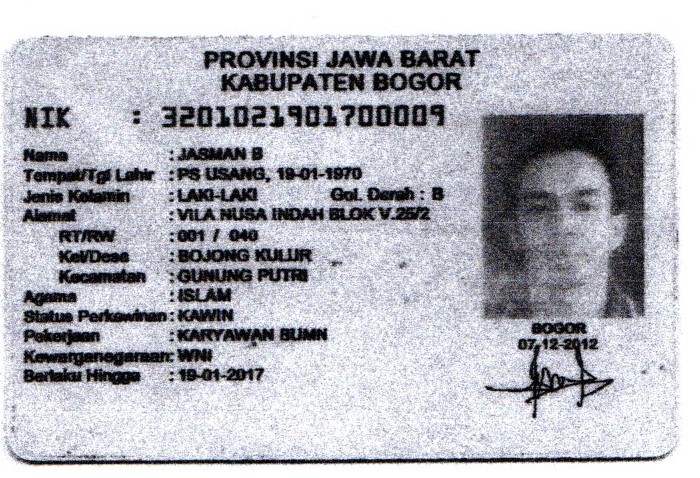 PROVINSI JAWA BARAT
KABUPATEN BOGOR
NIK : 3201021901700009
Nama : JASMAN B
Tempat/Tgl Lahir : PS USANG, 19-01-1970
Jenis Kelamin : LAKI-LAKI Gol. Darah : B
Alamat : VILA NUSA INDAH BLOK V.25/2
RT/RW : 001 / 040
Kel/Desa : BOJONG KULUR
Kecamatan : GUNUNG PUTRI
Agama : ISLAM
Status Perkawinan : KAWIN
Pekerjaan : KARYAWAN BUMN
Kewarganegaraan: WNI
Berlaku Hingga : 19-01-2017
BOGOR
07-12-2012